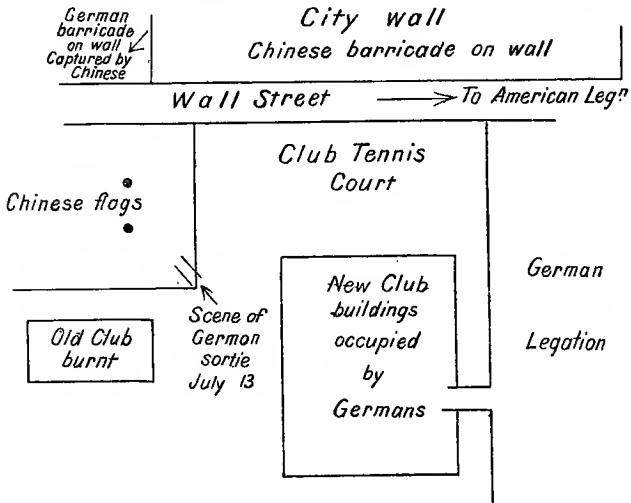 German
barricade
on wall
Captured by
Chinese
City wall
Chinese barricade on wall
Wall Street
To American Legⁿ
Club Tennis
Court
Chinese flags
Scene of
German
sortie
July 13
Old Club
burnt
New Club
buildings
occupied
by
Germans
German
Legation